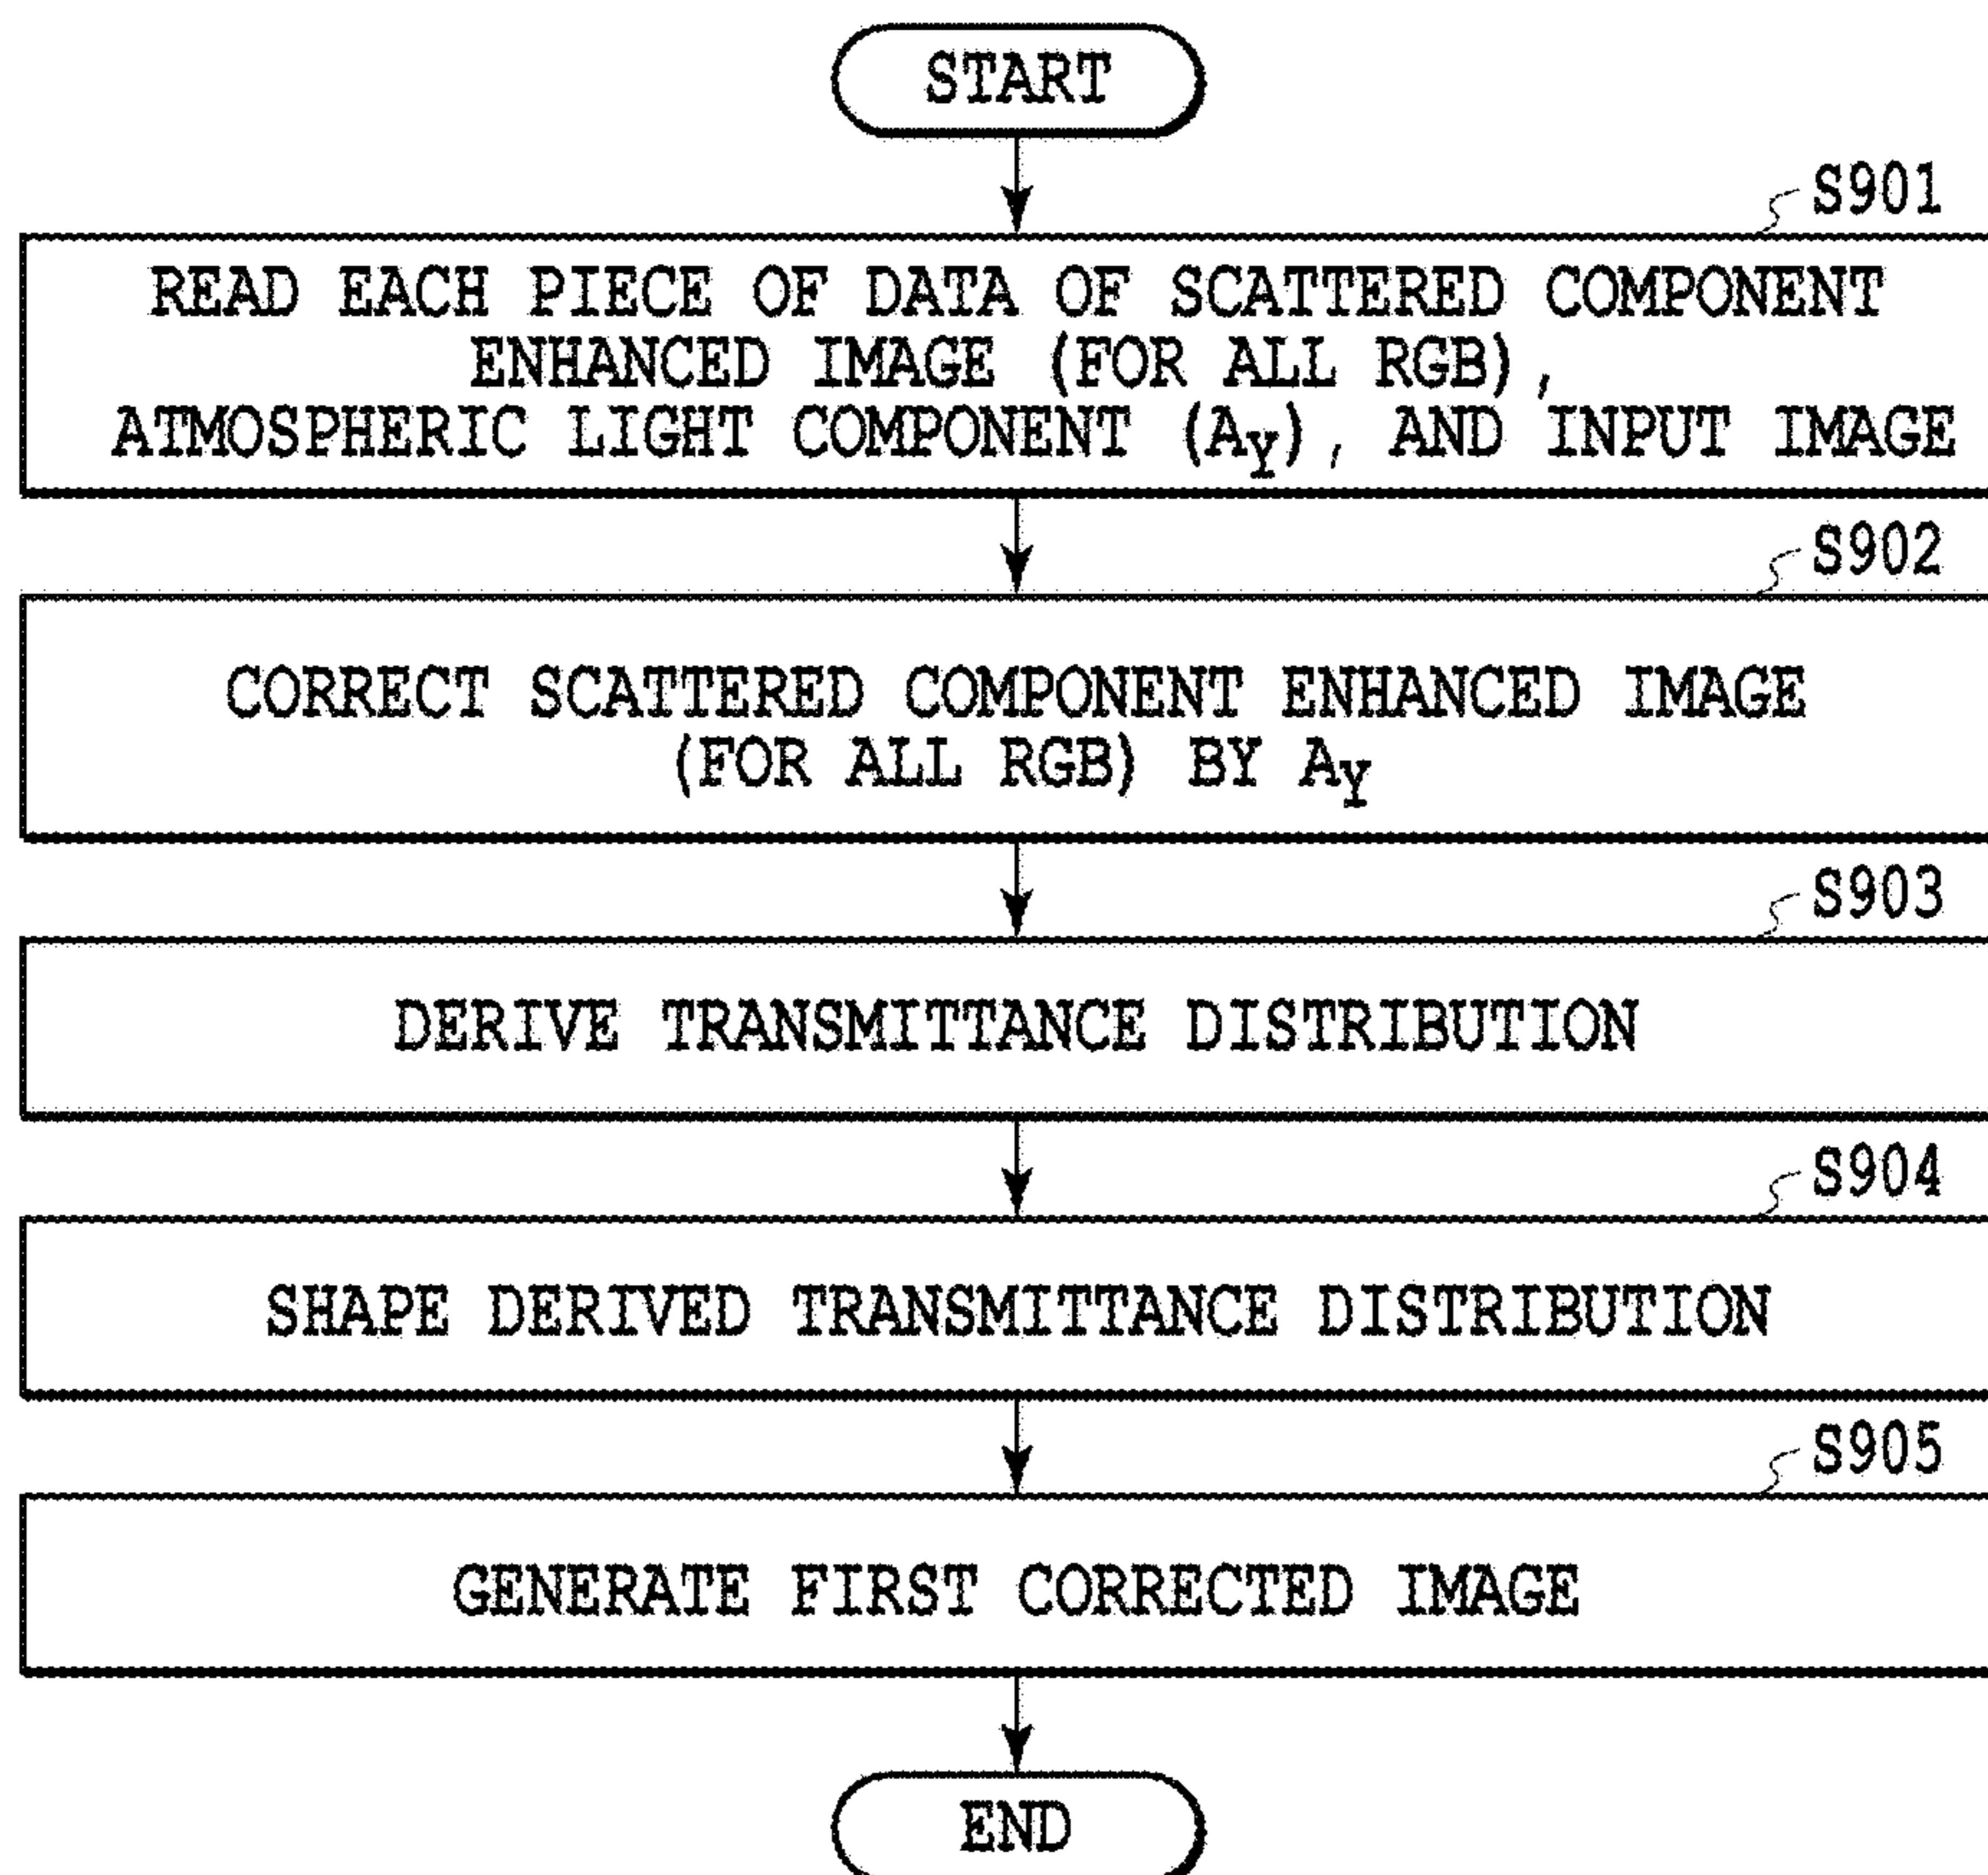 START
S901
READ EACH PIECE OF DATA OF SCATTERED COMPONENT
ENHANCED IMAGE (FOR ALL RGB),
ATMOSPHERIC LIGHT COMPONENT (AY), AND INPUT IMAGE
S902
CORRECT SCATTERED COMPONENT ENHANCED IMAGE
(FOR ALL RGB) BY AY
S903
DERIVE TRANSMITTANCE DISTRIBUTION
S904
SHAPE DERIVED TRANSMITTANCE DISTRIBUTION
S905
GENERATE FIRST CORRECTED IMAGE
END